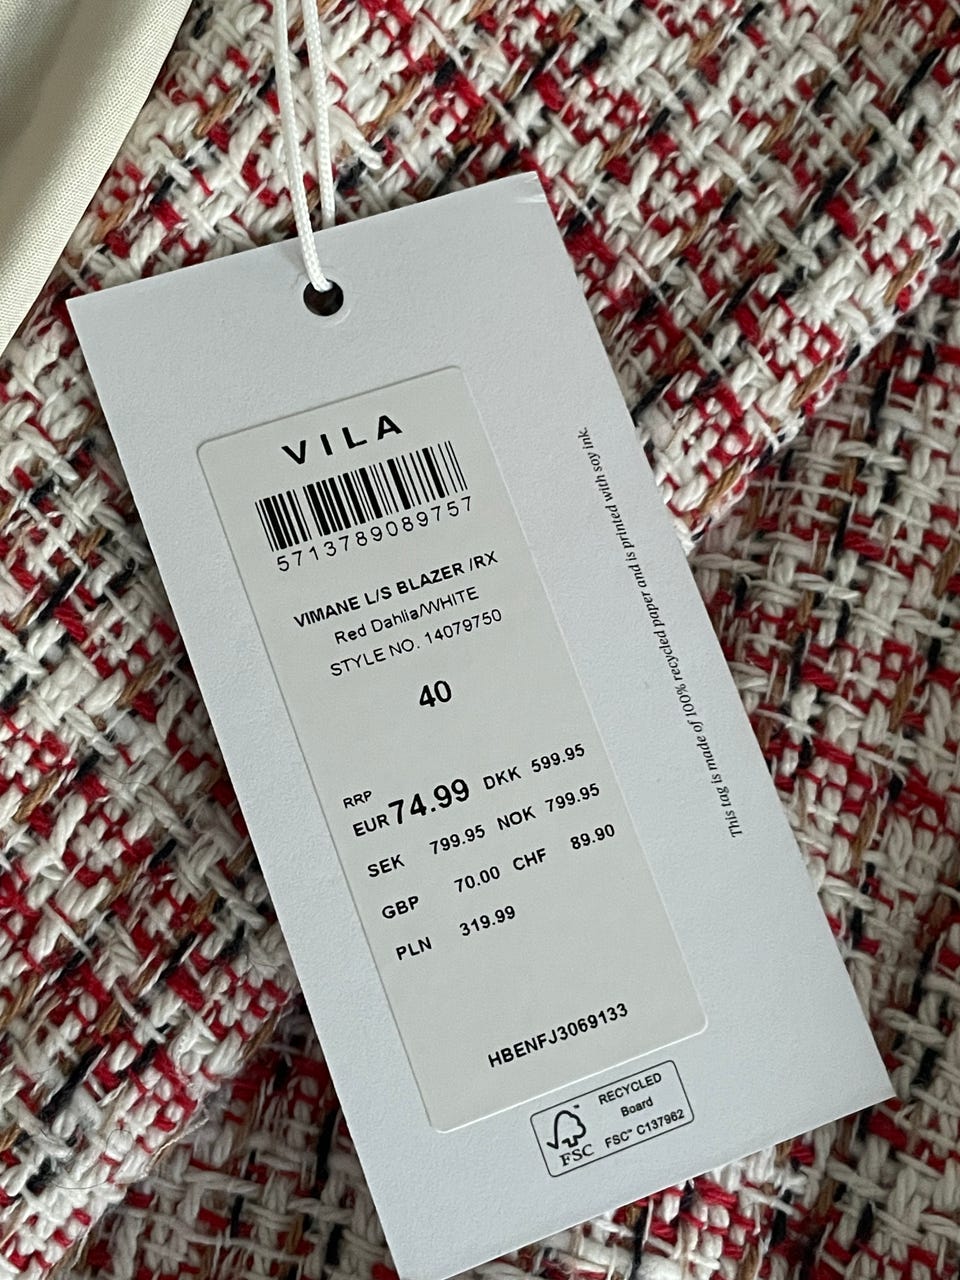 VILA
5713789089757
VIMANE L/S BLAZER /RX
Red Dahlia/WHITE
STYLE NO. 14079750
40
RRP
EUR 74.99 DKK 599.95
SEK 799.95 NOK 799.95
GBP 70.00 CHF 89.90
PLN 319.99
HBENFJ3069133
This tag is made of 100% recycled paper and is printed with soy ink.
FSC
RECYCLED
Board
FSC™ C137962